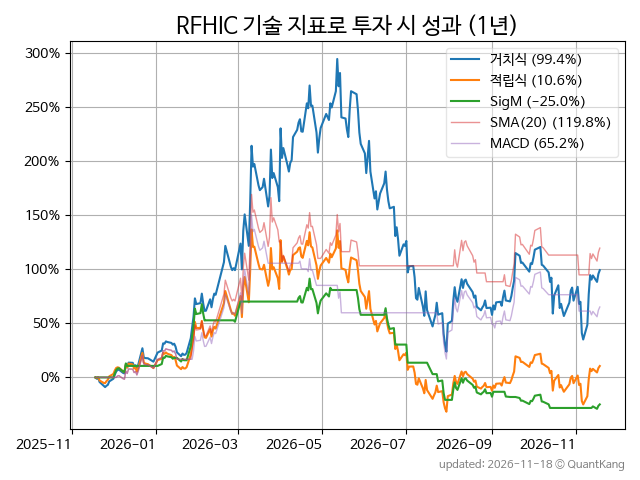 RFHIC 기술 지표로 투자 시 성과 (1년)
300%
250%
200%
150%
100%
50%
0%
거치식 (99.4%)
적립식 (10.6%)
SigM (−25.0%)
SMA(20) (119.8%)
MACD (65.2%)
2025-11 2026-01 2026-03 2026-05 2026-07 2026-09 2026-11
updated: 2026-11-18 © QuantKang